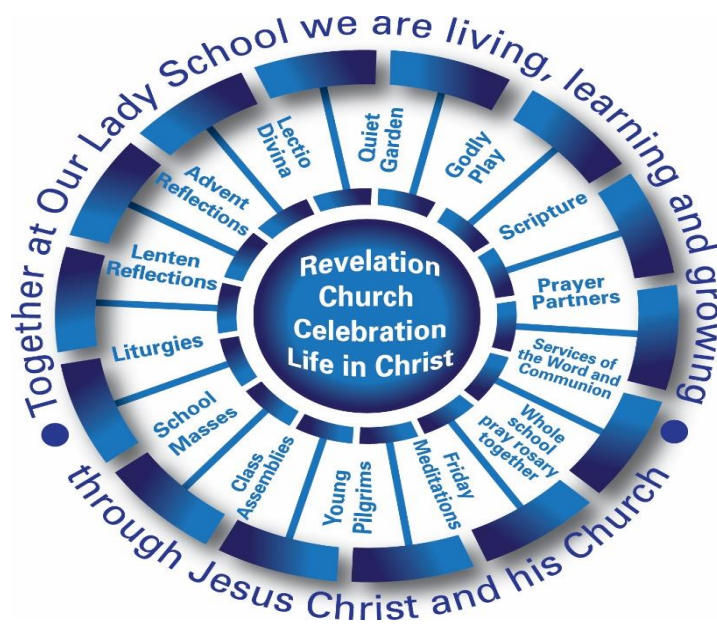 Together at Our Lady School we are living, learning and growing
through Jesus Christ and his Church
Revelation
Church
Celebration
Life in Christ
Quiet
Garden
Godly
Play
Scripture
Prayer
Partners
Services of
the Word and
Communion
Whole
school
pray rosary
together
Friday
Meditations
Young
Pilgrims
Class
Assemblies
School
Masses
Liturgies
Lenten
Reflections
Advent
Reflections
Lectio
Divina